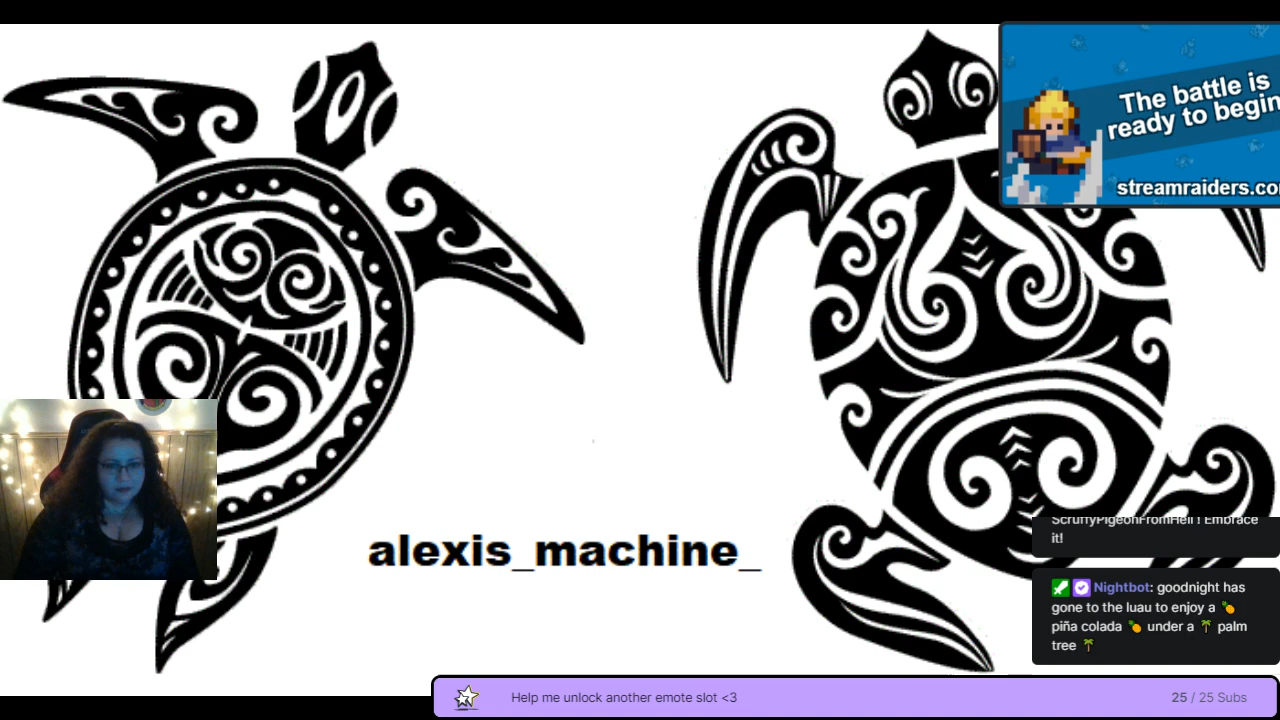 The battle is
ready to begin
streamraiders.co
alexis_machine_
ScruffyPigeonFromHell ! Embrace
it!
Nightbot: goodnight has
gone to the luau to enjoy a 🍍
piña colada 🍍 under a 🌴 palm
tree 🌴
Help me unlock another emote slot <3
25 / 25 Subs